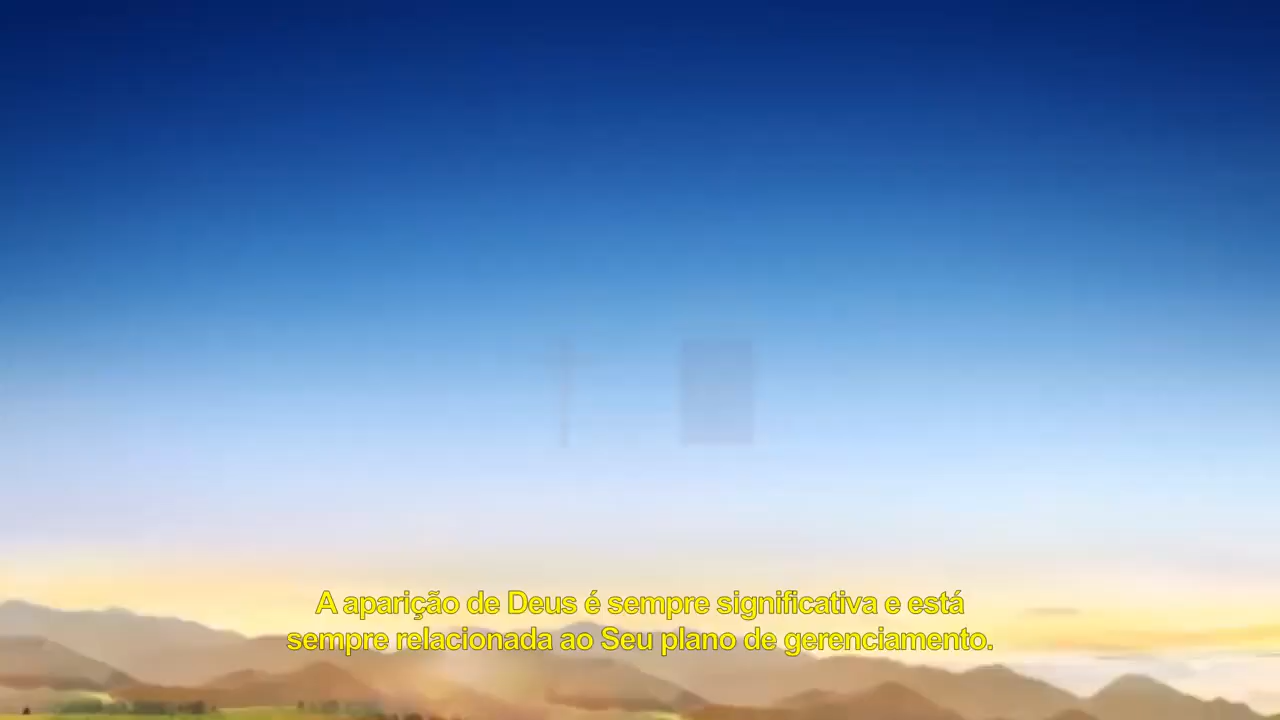 A aparição de Deus é sempre significativa e está
sempre relacionada ao Seu plano de gerenciamento.